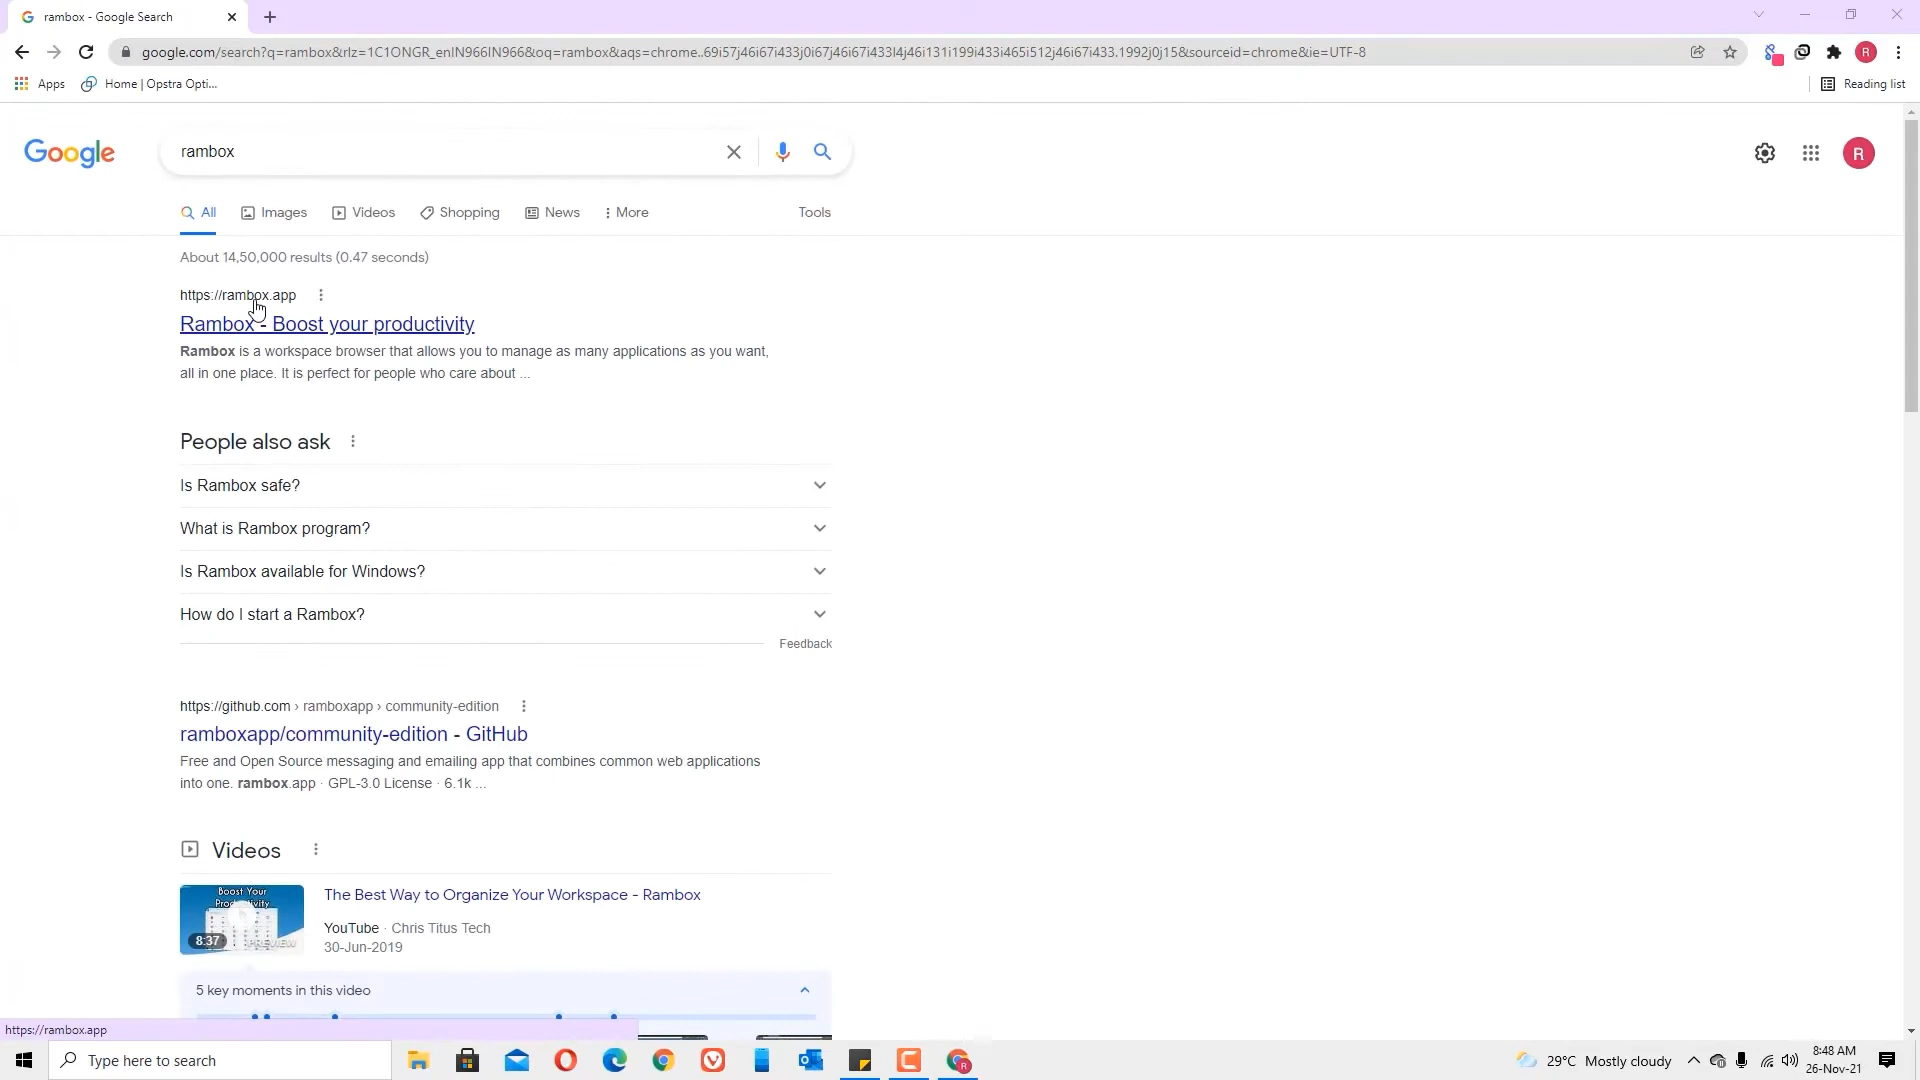 rambox - Google Search
google.com/search?q=rambox&rlz=1C1ONGR_enIN966IN966&oq=rambox&aqs=chrome..69i57j46i67i433j0i67j46i67i433l4j46i131i199i433i465i512j46i67i433.1992j0j15&sourceid=chrome&ie=UTF-8
R
Apps
Home | Opstra Opti...
Reading list
Google
rambox
R
All
Images
Videos
Shopping
News
More
Tools
About 14,50,000 results (0.47 seconds)
https://rambox.app
Rambox - Boost your productivity
Rambox is a workspace browser that allows you to manage as many applications as you want,
all in one place. It is perfect for people who care about ...
People also ask
Is Rambox safe?
What is Rambox program?
Is Rambox available for Windows?
How do I start a Rambox?
Feedback
https://github.com › ramboxapp › community-edition
ramboxapp/community-edition - GitHub
Free and Open Source messaging and emailing app that combines common web applications
into one. rambox.app · GPL-3.0 License · 6.1k ...
Videos
Boost Your
Productivity
8:37
PREVIEW
The Best Way to Organize Your Workspace - Rambox
YouTube · Chris Titus Tech
30-Jun-2019
5 key moments in this video
https://rambox.app
Type here to search
29°C Mostly cloudy
8:48 AM
26-Nov-21